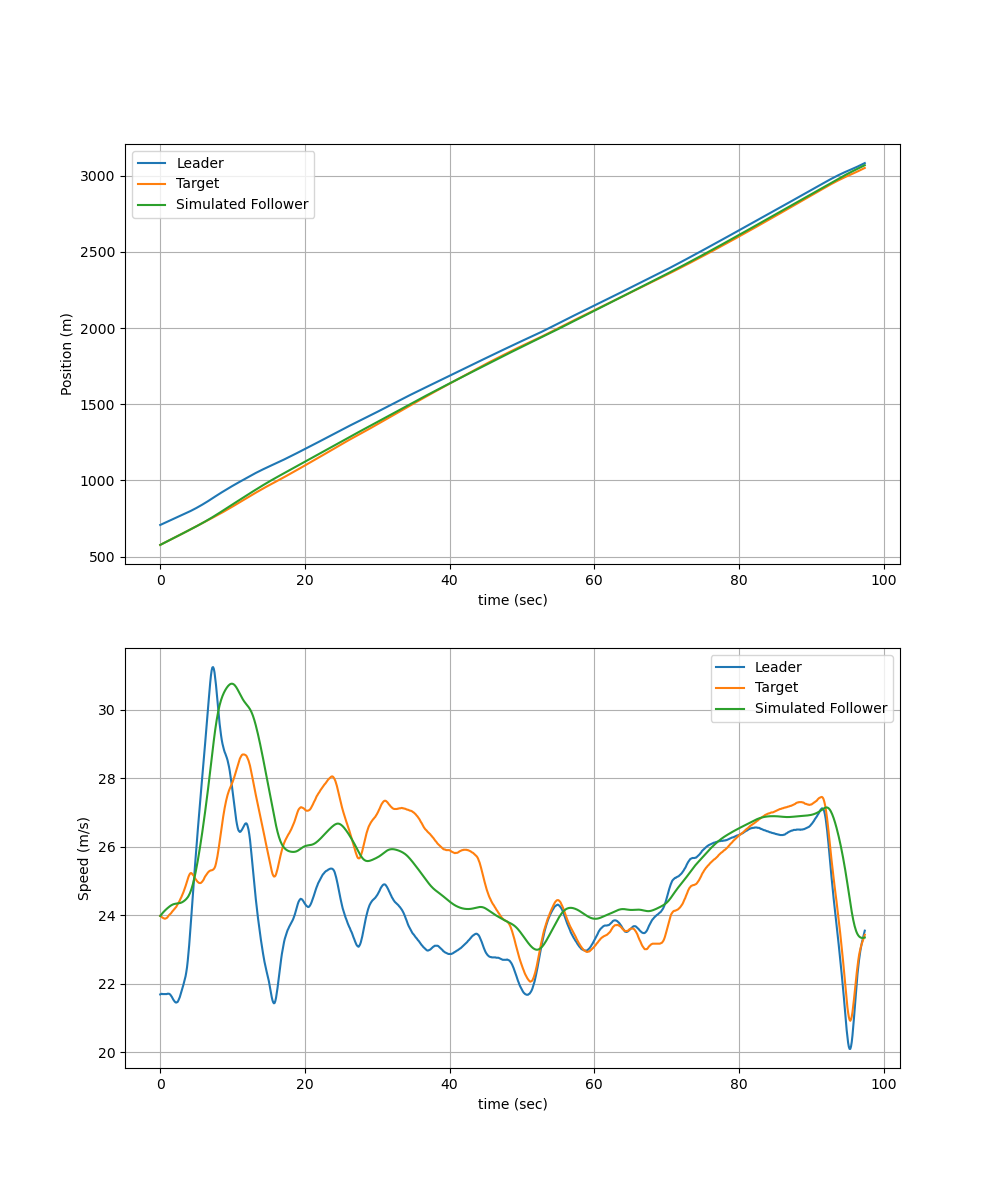 Leader
Target
Simulated Follower
3000
2500
2000
1500
1000
500
Position (m)
0 20 40 60 80 100
time (sec)
Leader
Target
Simulated Follower
30
28
26
24
22
20
Speed (m/s)
0 20 40 60 80 100
time (sec)